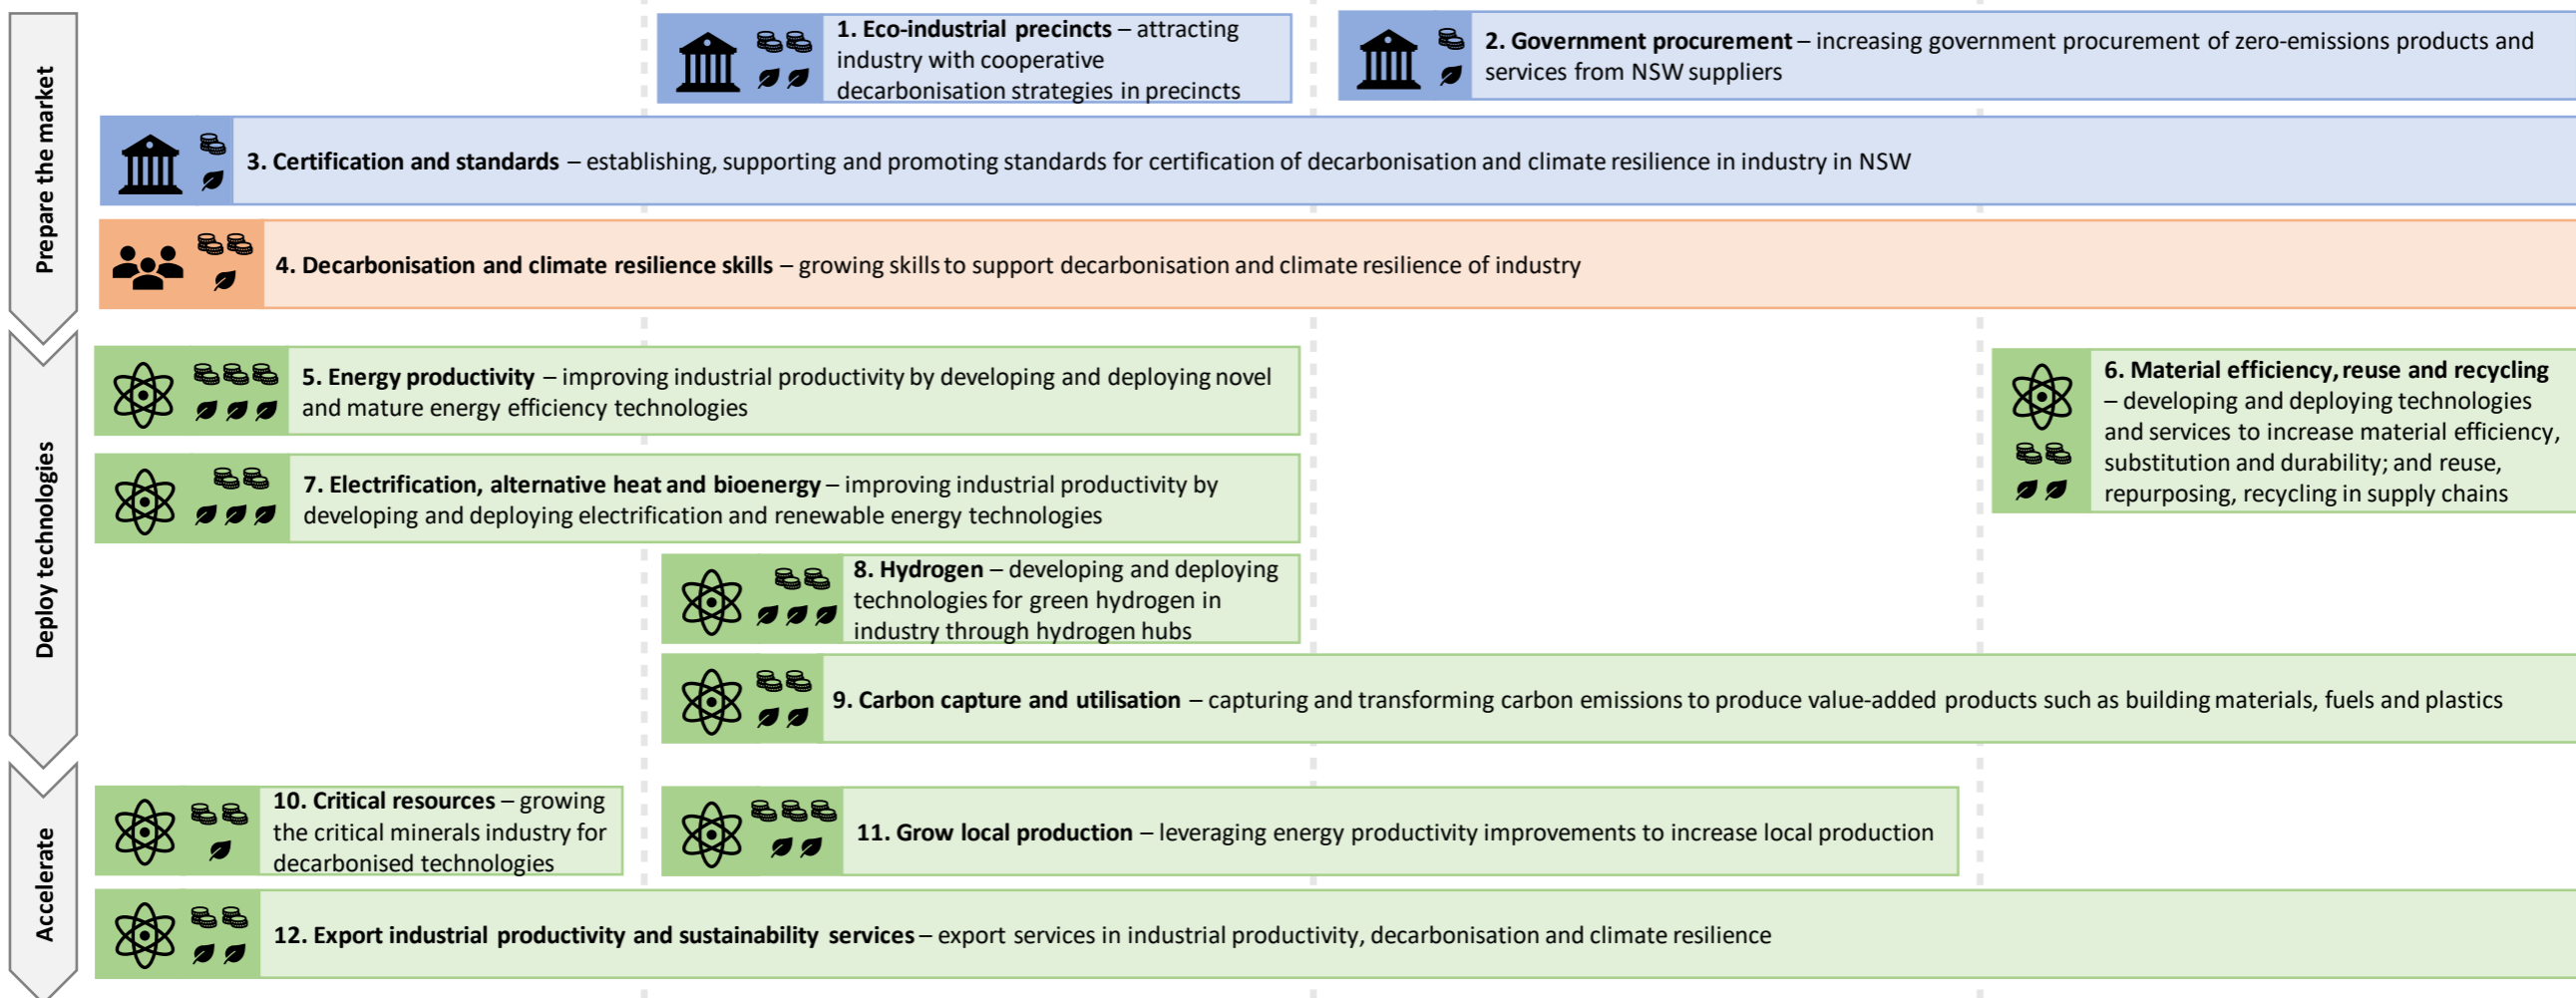 Prepare the market
1. Eco-industrial precincts – attracting
industry with cooperative
decarbonisation strategies in precincts
2. Government procurement – increasing government procurement of zero-emissions products and
services from NSW suppliers
3. Certification and standards – establishing, supporting and promoting standards for certification of decarbonisation and climate resilience in industry in NSW
4. Decarbonisation and climate resilience skills – growing skills to support decarbonisation and climate resilience of industry
Deploy technologies
5. Energy productivity – improving industrial productivity by developing and deploying novel
and mature energy efficiency technologies
6. Material efficiency, reuse and recycling
– developing and deploying technologies
and services to increase material efficiency,
substitution and durability; and reuse,
repurposing, recycling in supply chains
7. Electrification, alternative heat and bioenergy – improving industrial productivity by
developing and deploying electrification and renewable energy technologies
8. Hydrogen – developing and deploying
technologies for green hydrogen in
industry through hydrogen hubs
9. Carbon capture and utilisation – capturing and transforming carbon emissions to produce value-added products such as building materials, fuels and plastics
Accelerate
10. Critical resources – growing
the critical minerals industry for
decarbonised technologies
11. Grow local production – leveraging energy productivity improvements to increase local production
12. Export industrial productivity and sustainability services – export services in industrial productivity, decarbonisation and climate resilience